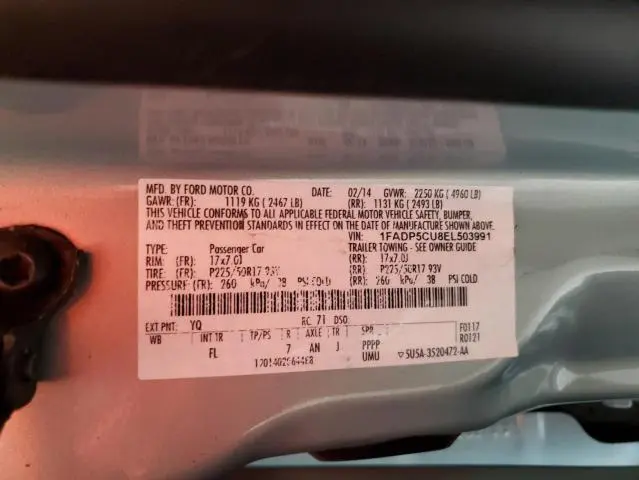 MFD. BY FORD MOTOR CO. DATE: 02/14 GVWR: 2250 KG ( 4960 LB)
GAWR: (FR): 1119 KG ( 2467 LB) (RR): 1131 KG ( 2493 LB)
THIS VEHICLE CONFORMS TO ALL APPLICABLE FEDERAL MOTOR VEHICLE SAFETY, BUMPER,
AND THEFT PREVENTION STANDARDS IN EFFECT ON THE DATE OF MANUFACTURE SHOWN ABOVE.
VIN: 1FADP5CU8EL503991
TYPE: Passenger Car TRAILER TOWING - SEE OWNER GUIDE
RIM: (FR): 17x7.0J (RR): 17x7.0J
TIRE: (FR): P225/50R17 93V (RR): P225/50R17 93V
PRESSURE: (FR): 260 kPa/ 38 PSI COLD (RR): 260 kPa/ 38 PSI COLD
EXT PNT: YQ RC: 71 DSO: F0117
WB INT TR TP/PS R AXLE TR SPR R0121
FL 7 AN J PPPP
UMU ▽5U5A-3520472-AA